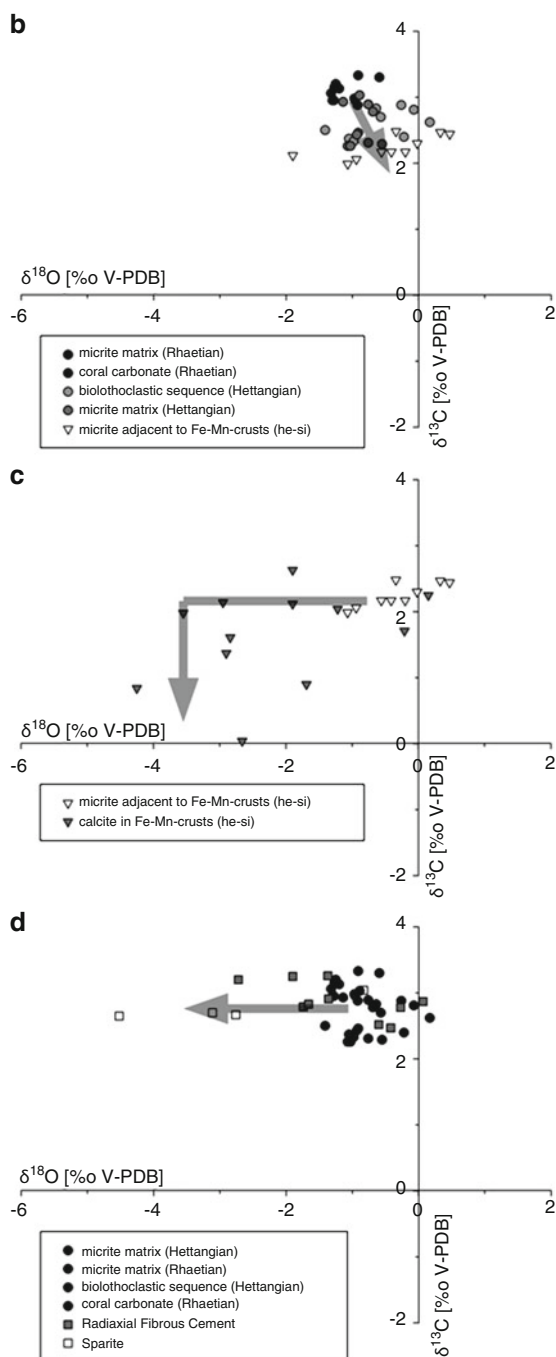 b
4
2
δ18O [%o V-PDB]
0
-6
-4
-2
0
2
micrite matrix (Rhaetian)
coral carbonate (Rhaetian)
biolothoclastic sequence (Hettangian)
micrite matrix (Hettangian)
micrite adjacent to Fe-Mn-crusts (he-si)
-2
δ13C [%o V-PDB]
c
4
2
δ18O [%o V-PDB]
0
-6
-4
-2
0
2
micrite adjacent to Fe-Mn-crusts (he-si)
calcite in Fe-Mn-crusts (he-si)
-2
δ13C [%o V-PDB]
d
4
2
δ18O [%o V-PDB]
0
-6
-4
-2
0
2
micrite matrix (Hettangian)
micrite matrix (Rhaetian)
biolothoclastic sequence (Hettangian)
coral carbonate (Rhaetian)
Radiaxial Fibrous Cement
Sparite
-2
δ13C [%o V-PDB]